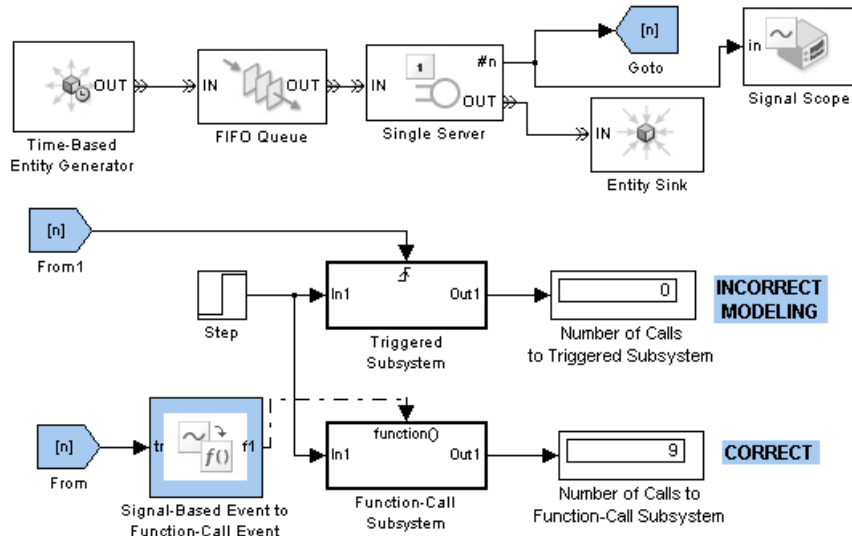 [n]
Goto
in
Signal Scope
OUT
Time-Based
Entity Generator
IN
OUT
FIFO Queue
1
IN
#n
OUT
Single Server
IN
Entity Sink
[n]
From1
Step
In1
Out1
Triggered
Subsystem
0
Number of Calls
to Triggered Subsystem
INCORRECT
MODELING
[n]
From
tr
f()
f1
Signal-Based Event to
Function-Call Event
function()
In1
Out1
Function-Call
Subsystem
9
Number of Calls to
Function-Call Subsystem
CORRECT